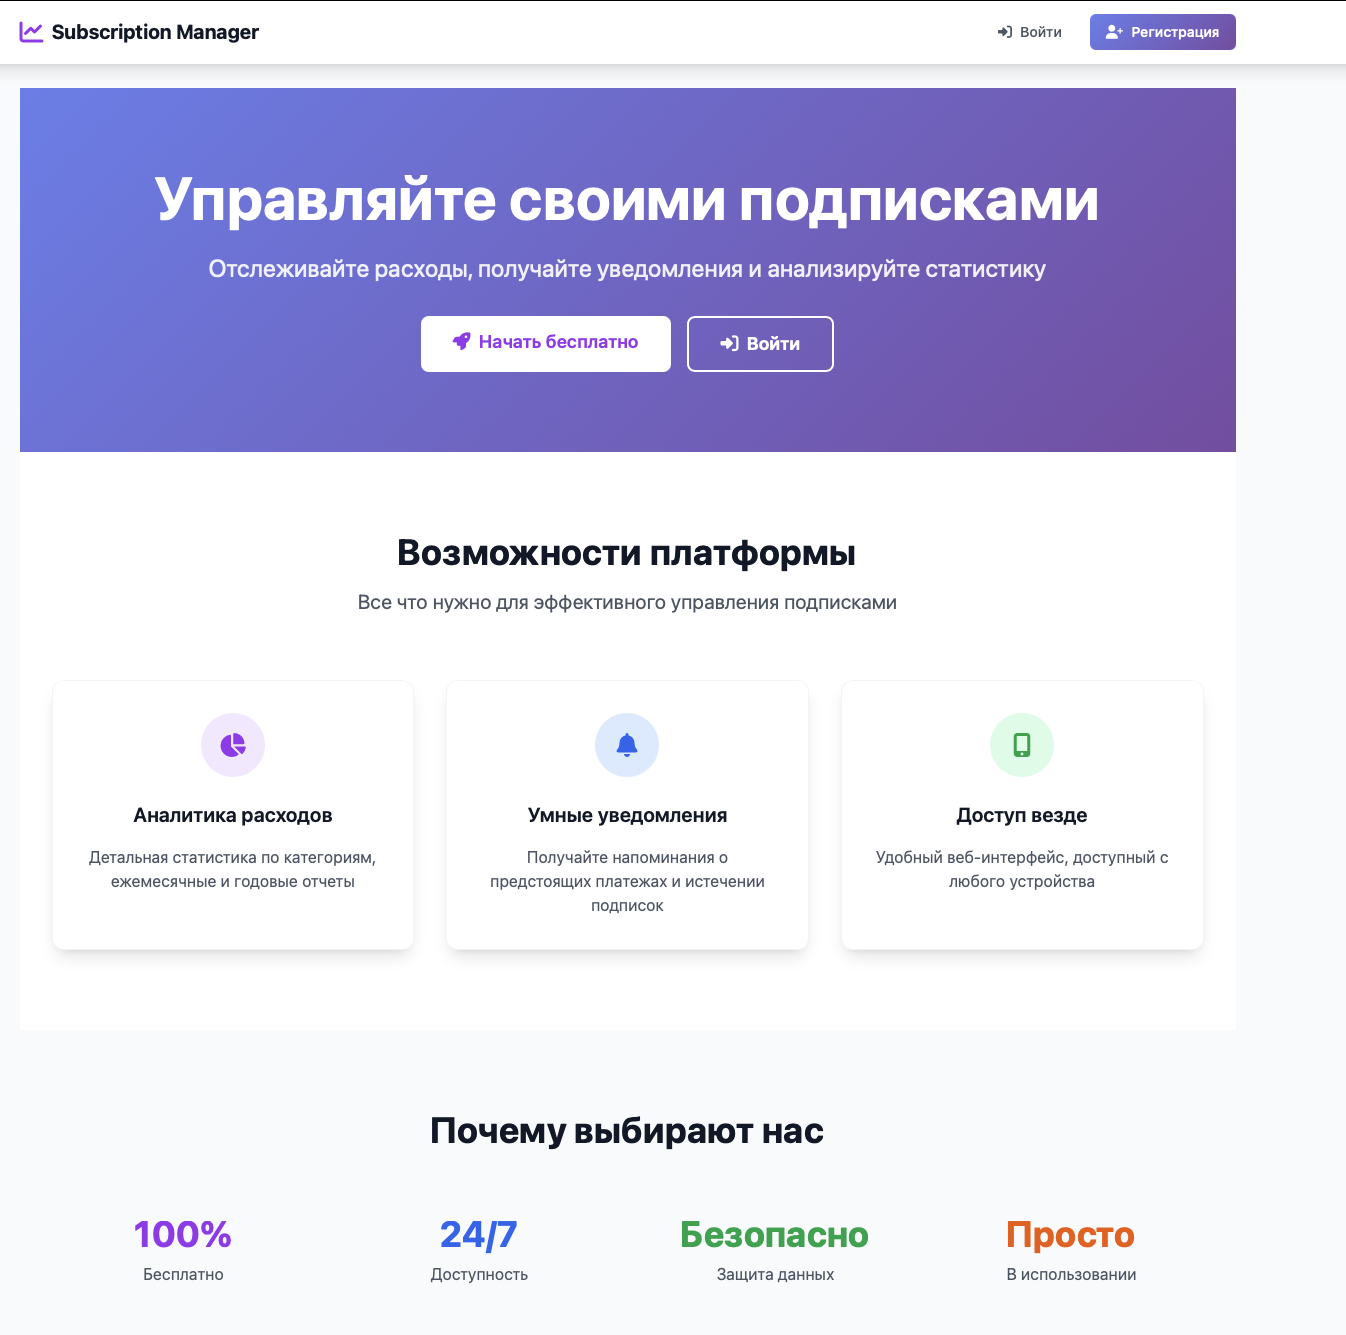 Subscription Manager
Войти
Регистрация
Управляйте своими подписками
Отслеживайте расходы, получайте уведомления и анализируйте статистику
Начать бесплатно
Войти
Возможности платформы
Все что нужно для эффективного управления подписками
Аналитика расходов
Детальная статистика по категориям,
ежемесячные и годовые отчеты
Умные уведомления
Получайте напоминания о
предстоящих платежах и истечении
подписок
Доступ везде
Удобный веб-интерфейс, доступный с
любого устройства
Почему выбирают нас
100%
Бесплатно
24/7
Доступность
Безопасно
Защита данных
Просто
В использовании